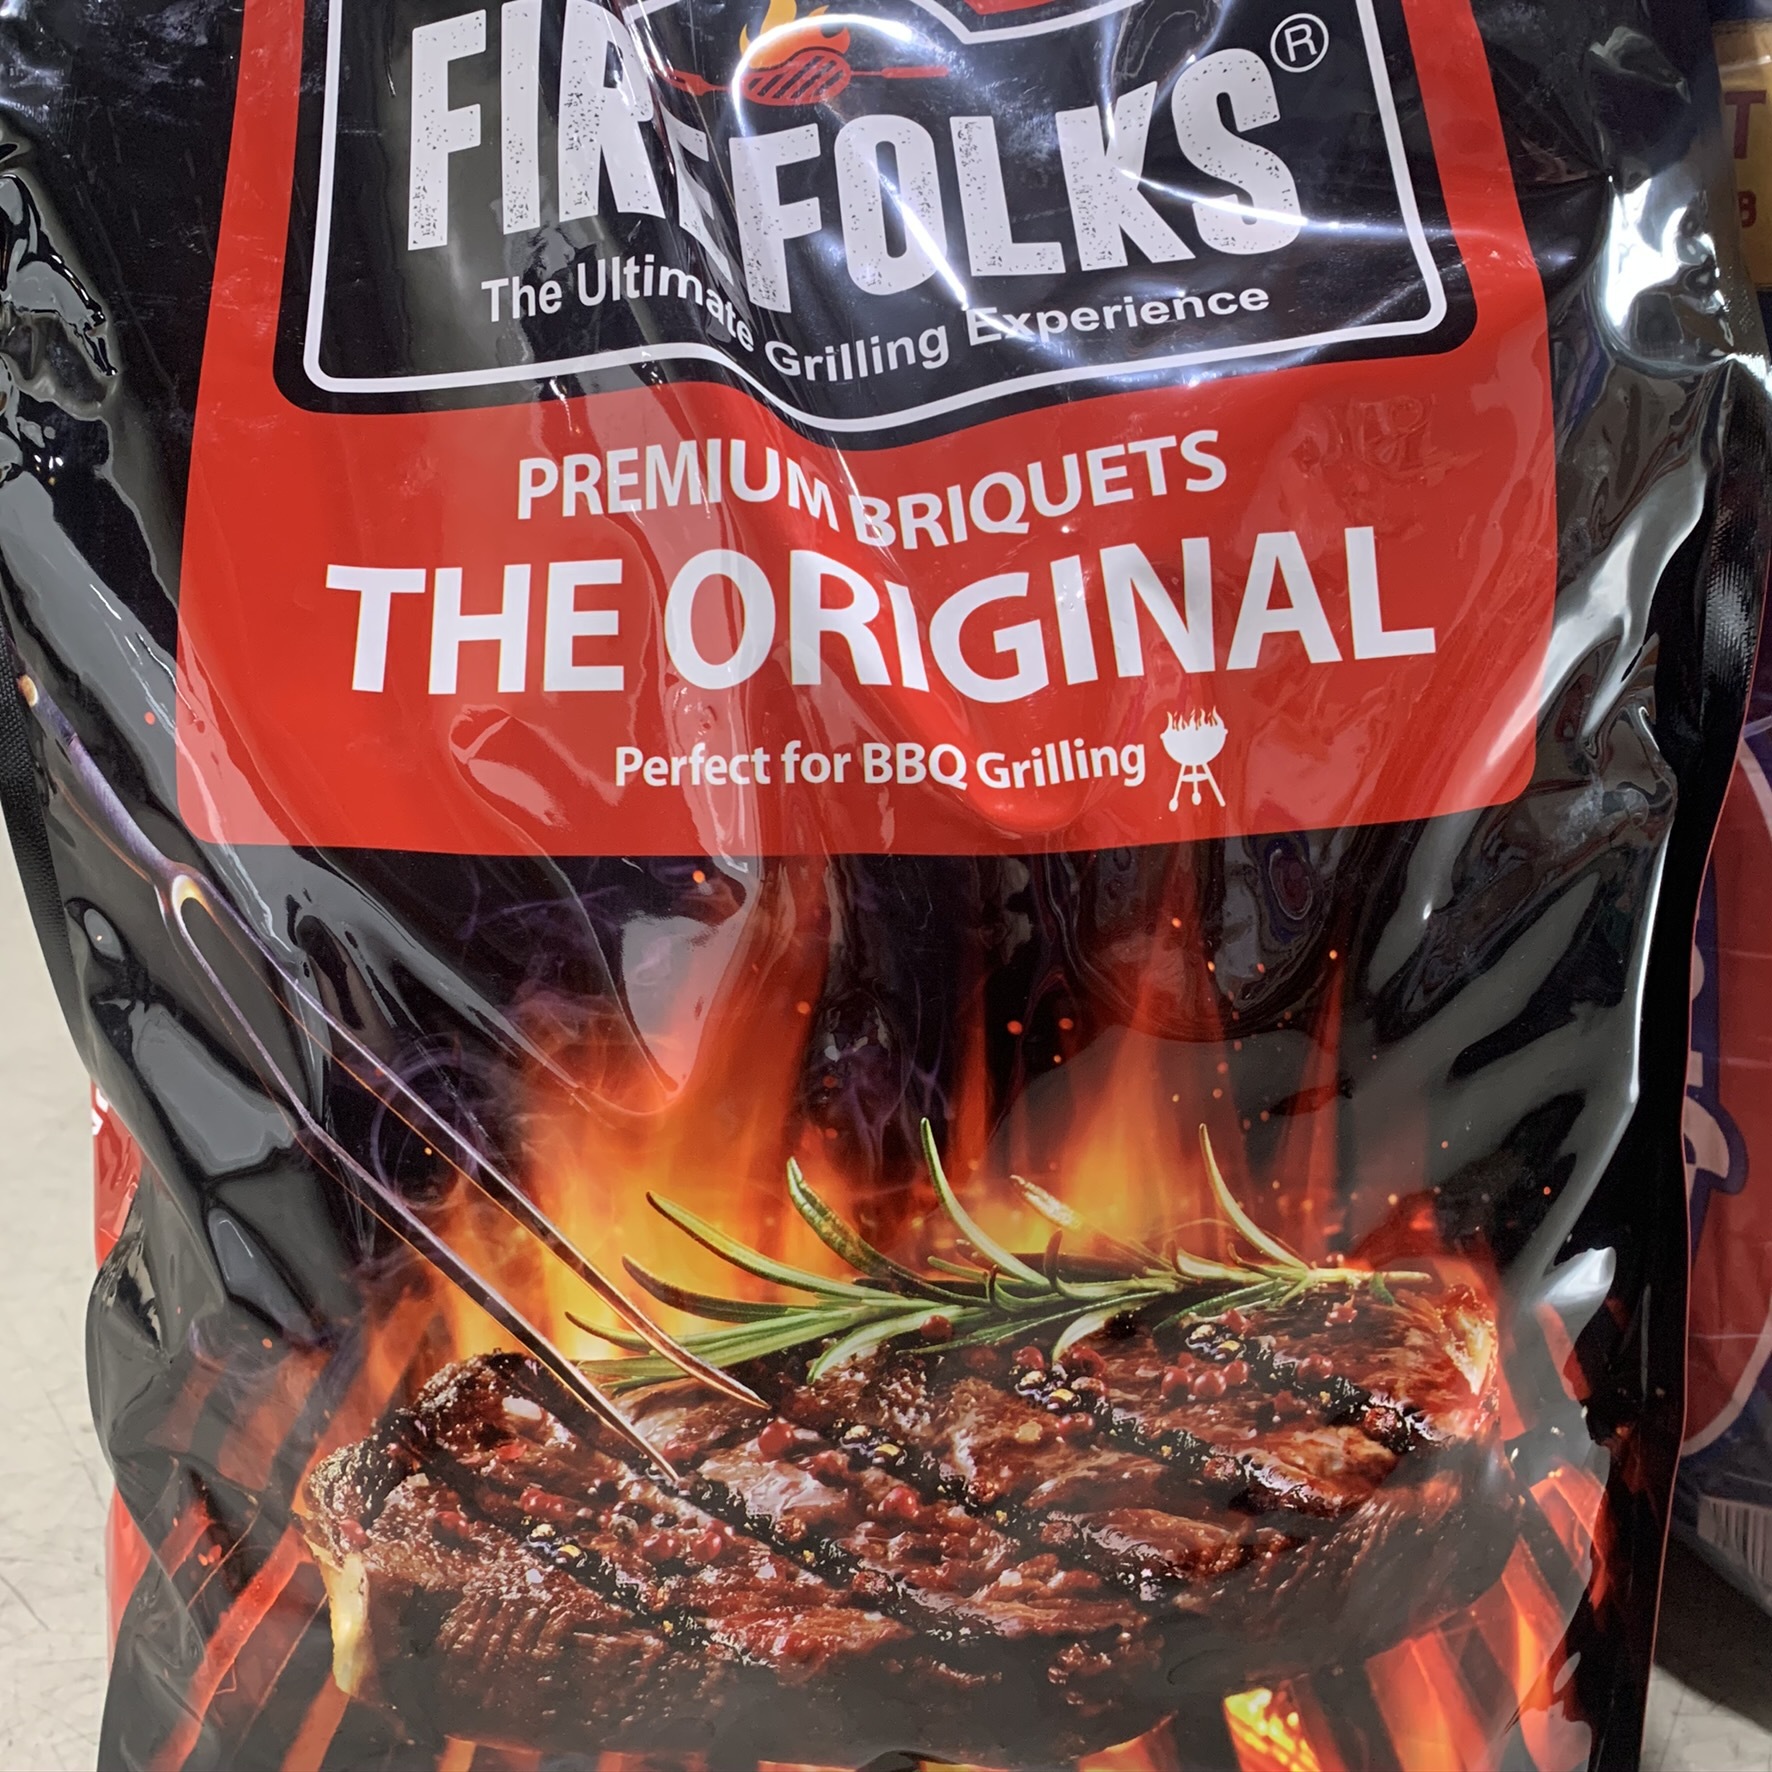 FIREFOLKS®
The Ultimate Grilling Experience
PREMIUM BRIQUETS
THE ORIGINAL
Perfect for BBQ Grilling
T
B